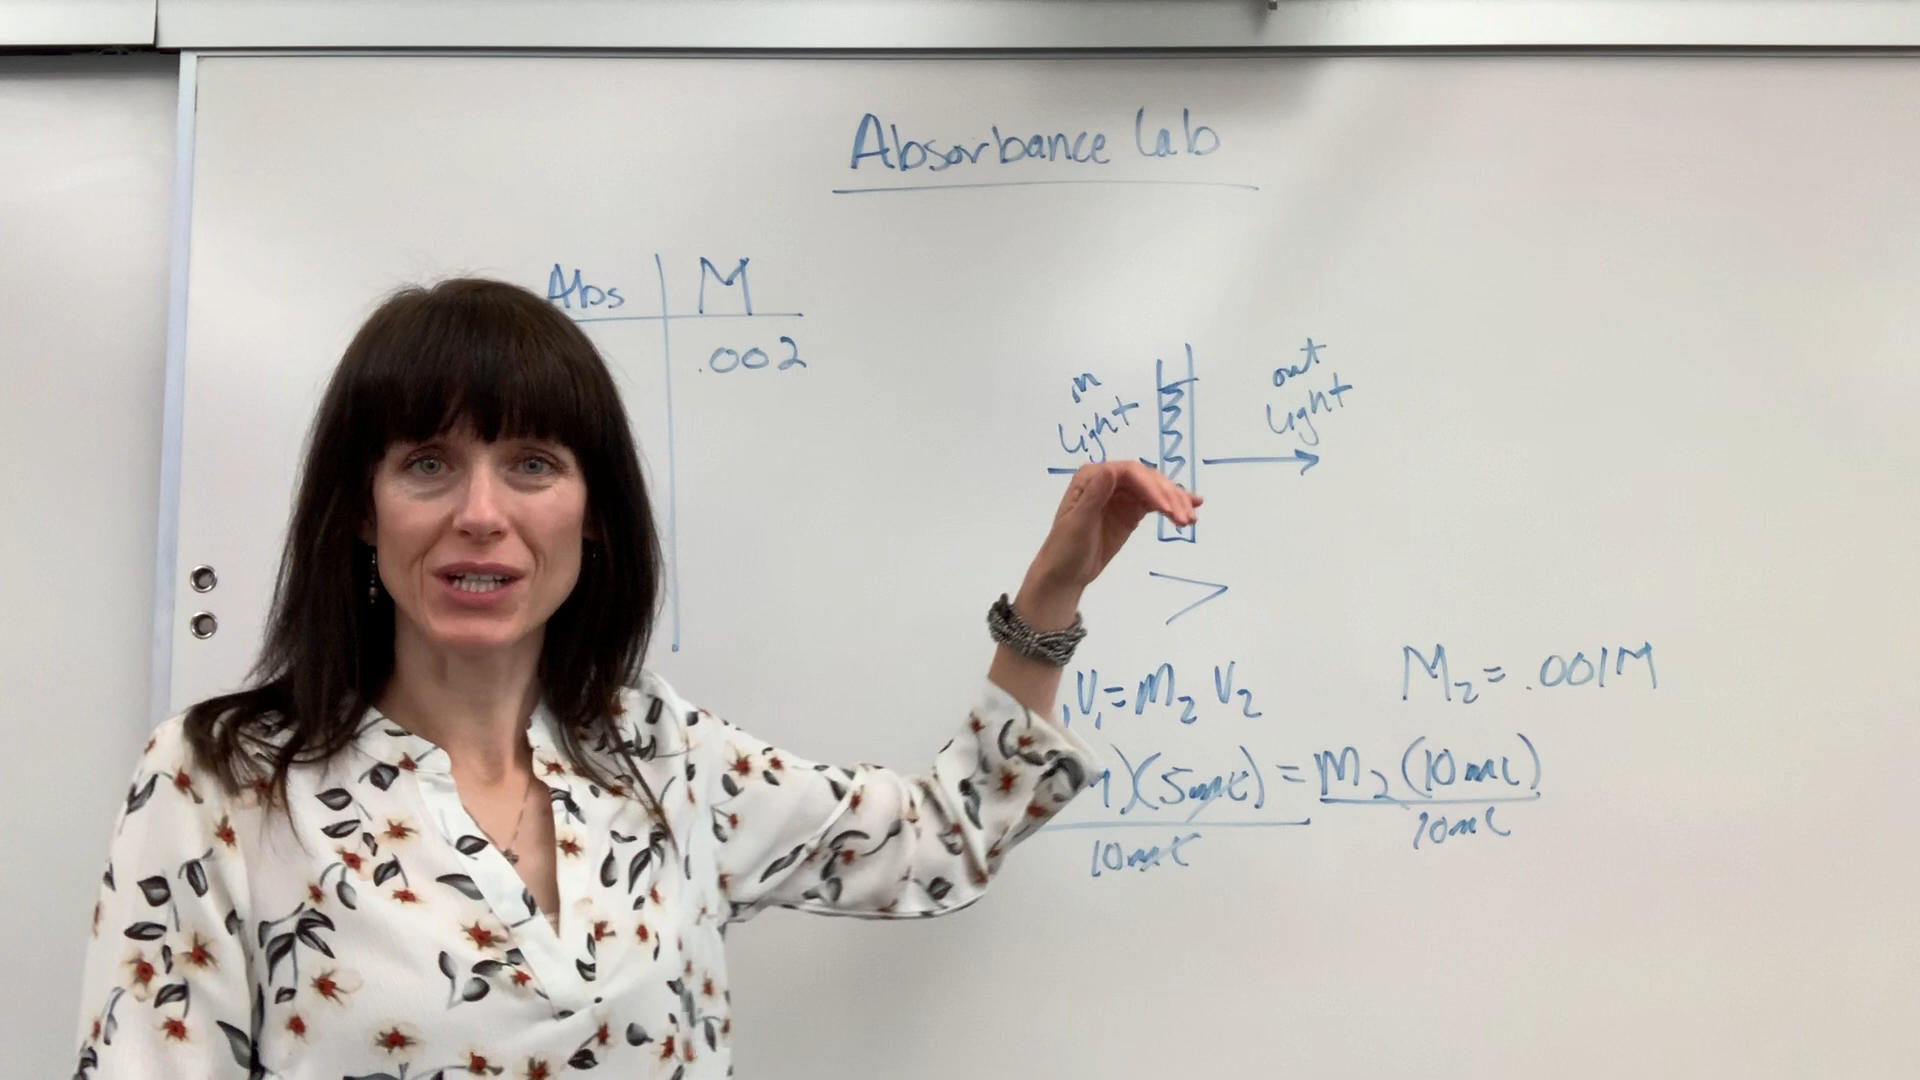 Absorbance Lab
Abs M
.002
in
light
out
light
>
V₁ = M₂ V₂
)(5mL) = M₂ (10mL)
10mL
10mL
M₂ = .001M